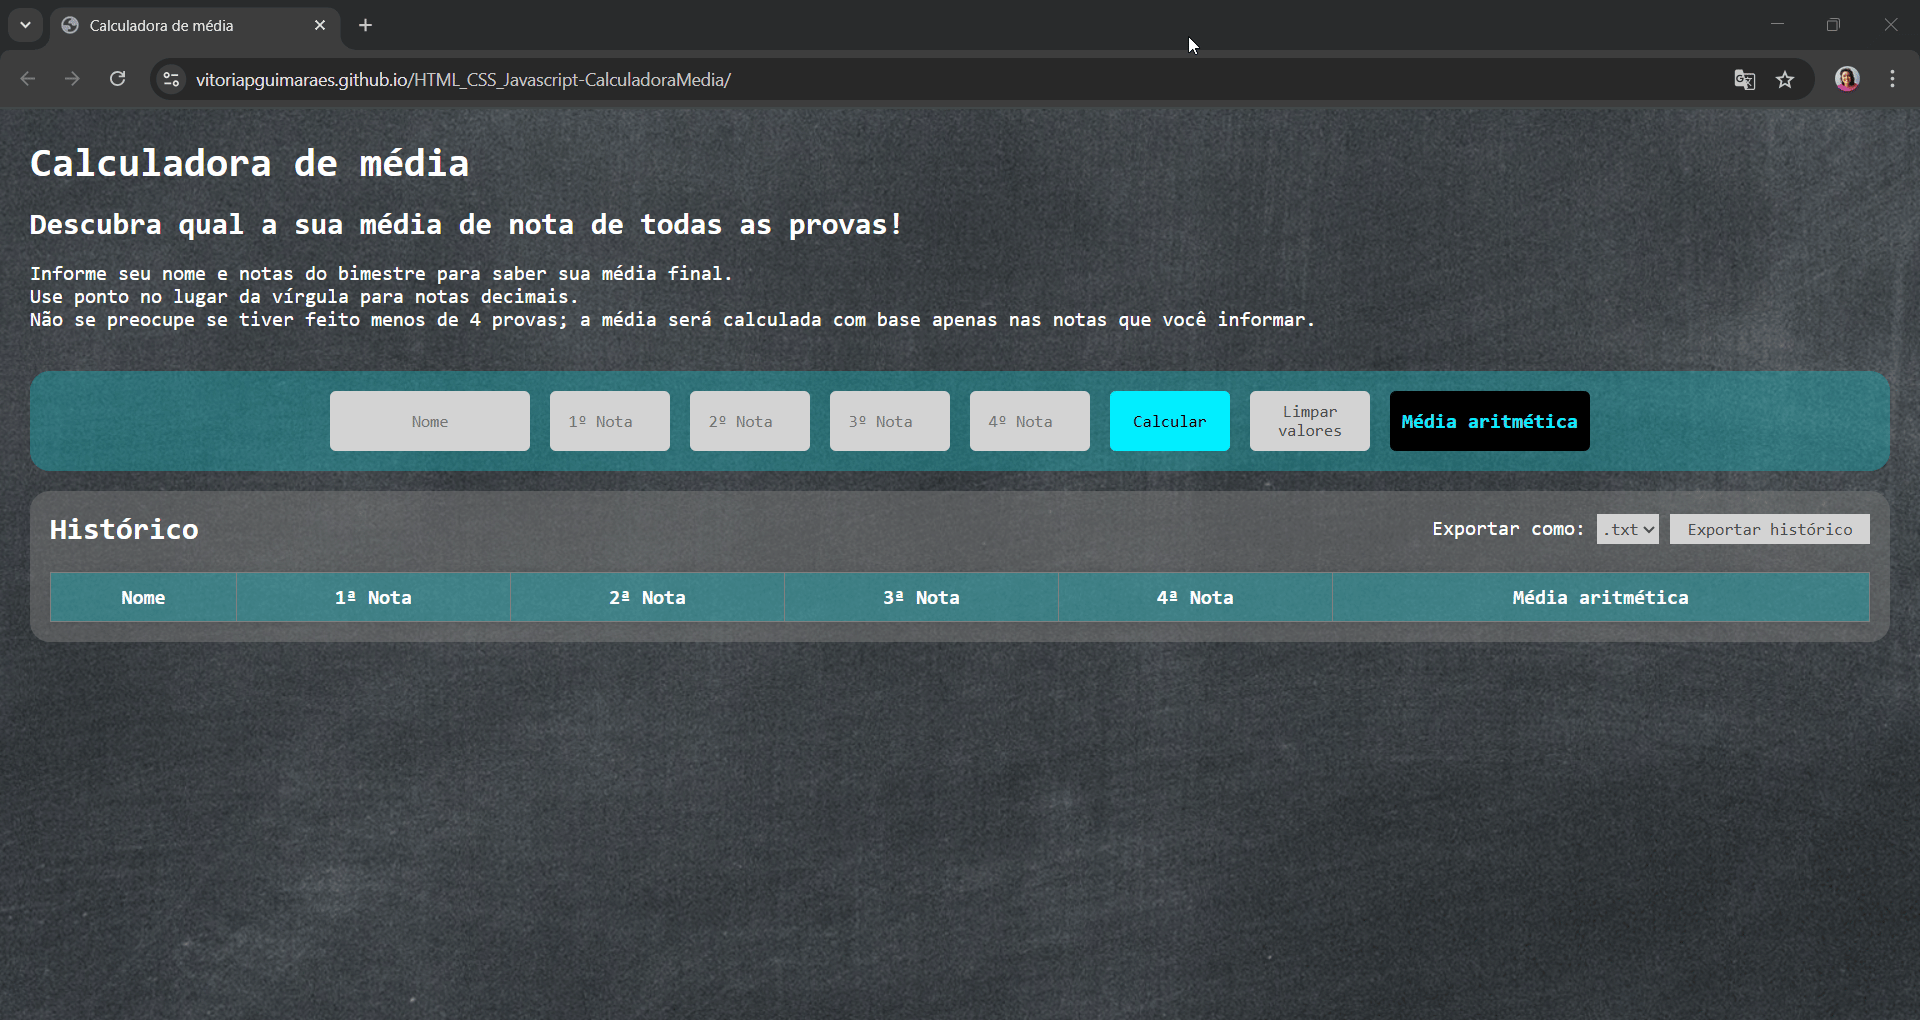 Calculadora de média
vitoriapguimaraes.github.io/HTML_CSS_Javascript-CalculadoraMedia/
Calculadora de média
Descubra qual a sua média de nota de todas as provas!
Informe seu nome e notas do bimestre para saber sua média final.
Use ponto no lugar da vírgula para notas decimais.
Não se preocupe se tiver feito menos de 4 provas; a média será calculada com base apenas nas notas que você informar.
Nome
1º Nota
2º Nota
3º Nota
4º Nota
Calcular
Limpar
valores
Média aritmética
Histórico
Exportar como:
.txt
Exportar histórico
Nome
1ª Nota
2ª Nota
3ª Nota
4ª Nota
Média aritmética